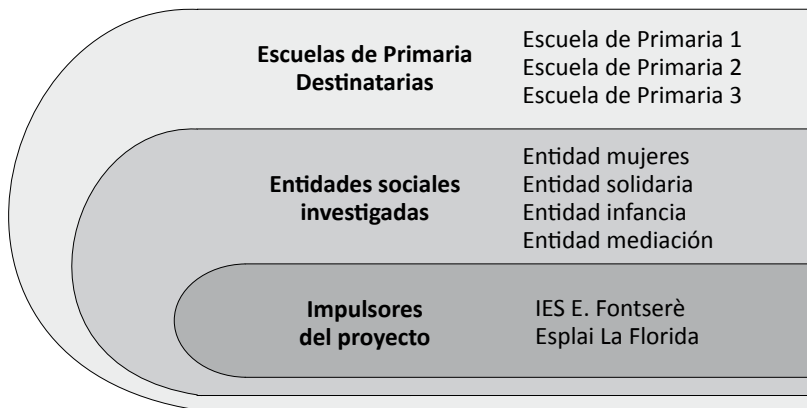 Escuelas de Primaria
Destinatarias
Escuela de Primaria 1
Escuela de Primaria 2
Escuela de Primaria 3
Entidades sociales
investigadas
Entidad mujeres
Entidad solidaria
Entidad infancia
Entidad mediación
Impulsores
del proyecto
IES E. Fontserè
Esplai La Florida